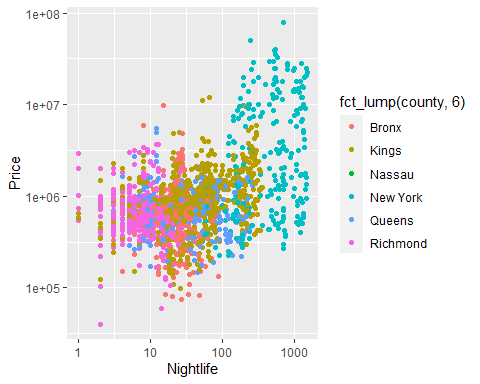 1e+08
1e+07
1e+06
1e+05
Price
1
10
100
1000
Nightlife
fct_lump(county, 6)
Bronx
Kings
Nassau
New York
Queens
Richmond